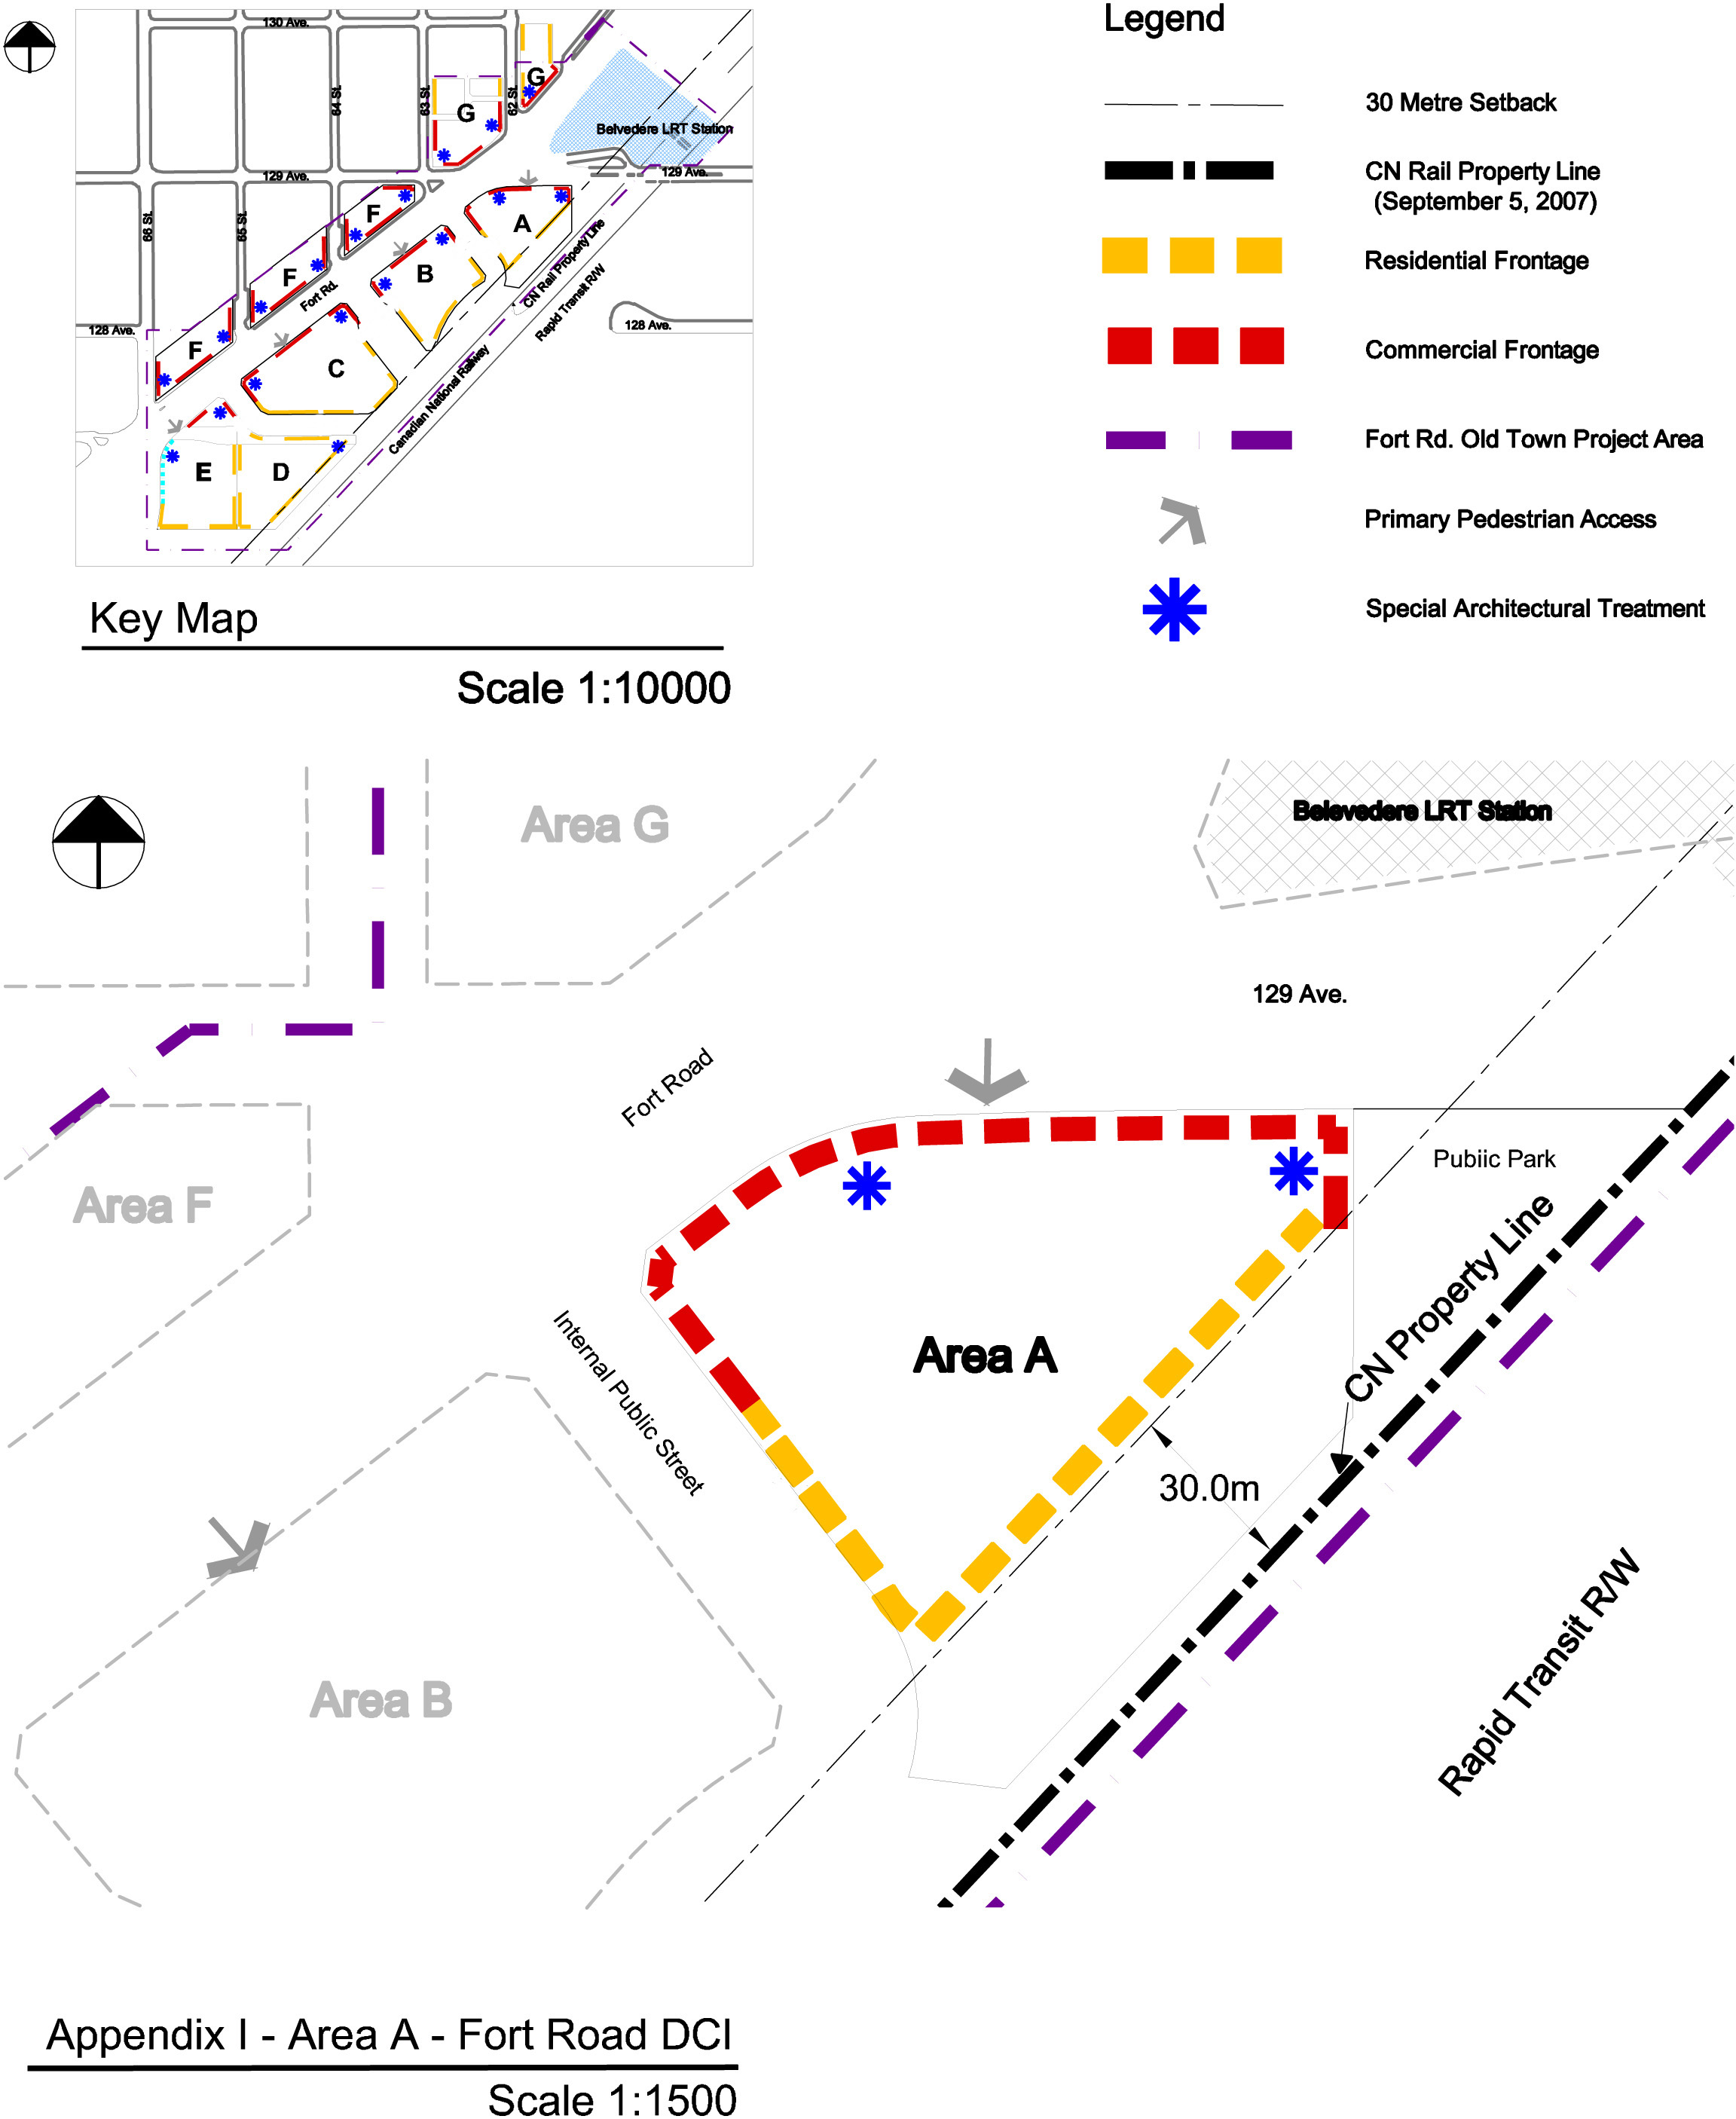 130 Ave.
64 St.
63 St.
62 St.
G
G
Belvedere LRT Station
129 Ave.
129 Ave.
66 St.
65 St.
F
A
B
F
Fort Rd.
CN Rail Property Line
Rapid Transit R/W
128 Ave.
128 Ave.
F
C
Canadian National Railway
E
D
Key Map
Scale 1:10000
Legend
30 Metre Setback
CN Rail Property Line
(September 5, 2007)
Residential Frontage
Commercial Frontage
Fort Rd. Old Town Project Area
Primary Pedestrian Access
Special Architectural Treatment
Area G
Belevedere LRT Station
129 Ave.
Fort Road
Area F
Pubiic Park
CN Property Line
Internal Public Street
Area A
30.0m
Rapid Transit R/W
Area B
Appendix I - Area A - Fort Road DCI
Scale 1:1500